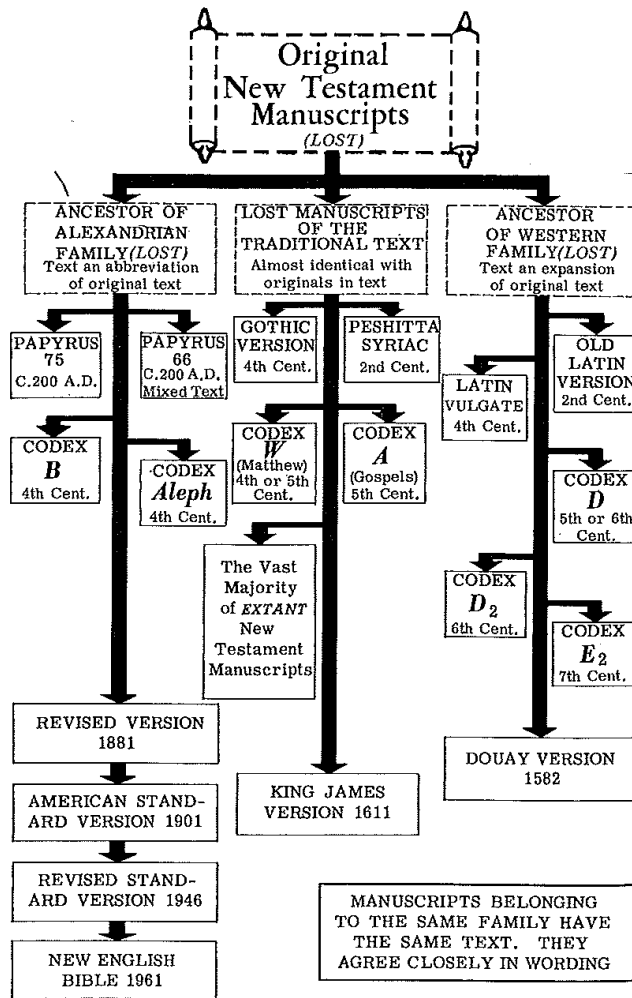 Original
New Testament
Manuscripts
(LOST)
ANCESTOR OF
ALEXANDRIAN
FAMILY(LOST)
Text an abbreviation
of original text
LOST MANUSCRIPTS
OF THE
TRADITIONAL TEXT
Almost identical with
originals in text
ANCESTOR
OF WESTERN
FAMILY(LOST)
Text an expansion
of original text
PAPYRUS
75
C.200 A.D.
PAPYRUS
66
C.200 A.D.
Mixed Text
GOTHIC
VERSION
4th Cent.
PESHITTA
SYRIAC
2nd Cent.
LATIN
VULGATE
4th Cent.
OLD
LATIN
VERSION
2nd Cent.
CODEX
B
4th Cent.
CODEX
Aleph
4th Cent.
CODEX
W
(Matthew)
4th or 5th
Cent.
CODEX
A
(Gospels)
5th Cent.
CODEX
D
5th or 6th
Cent.
The Vast
Majority
of EXTANT
New
Testament
Manuscripts
CODEX
D2
6th Cent.
CODEX
E2
7th Cent.
REVISED VERSION
1881
AMERICAN STAND-
ARD VERSION 1901
REVISED STAND-
ARD VERSION 1946
NEW ENGLISH
BIBLE 1961
KING JAMES
VERSION 1611
DOUAY VERSION
1582
MANUSCRIPTS BELONGING
TO THE SAME FAMILY HAVE
THE SAME TEXT. THEY
AGREE CLOSELY IN WORDING